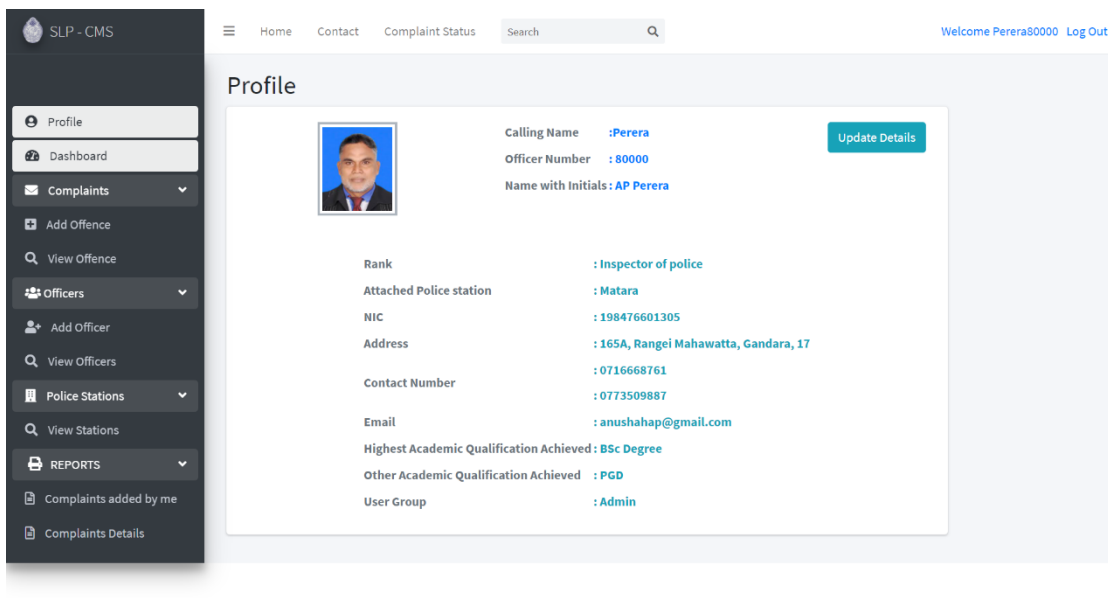 SLP - CMS
Home Contact Complaint Status Search
Welcome Perera80000 Log Out
Profile
Dashboard
Complaints
Add Offence
View Offence
Officers
Add Officer
View Officers
Police Stations
View Stations
REPORTS
Complaints added by me
Complaints Details
Profile
Calling Name :Perera
Officer Number : 80000
Name with Initials : AP Perera
Update Details
Rank : Inspector of police
Attached Police station : Matara
NIC : 198476601305
Address : 165A, Rangei Mahawatta, Gandara, 17
Contact Number : 0716668761
: 0773509887
Email : anushahap@gmail.com
Highest Academic Qualification Achieved : BSc Degree
Other Academic Qualification Achieved : PGD
User Group : Admin